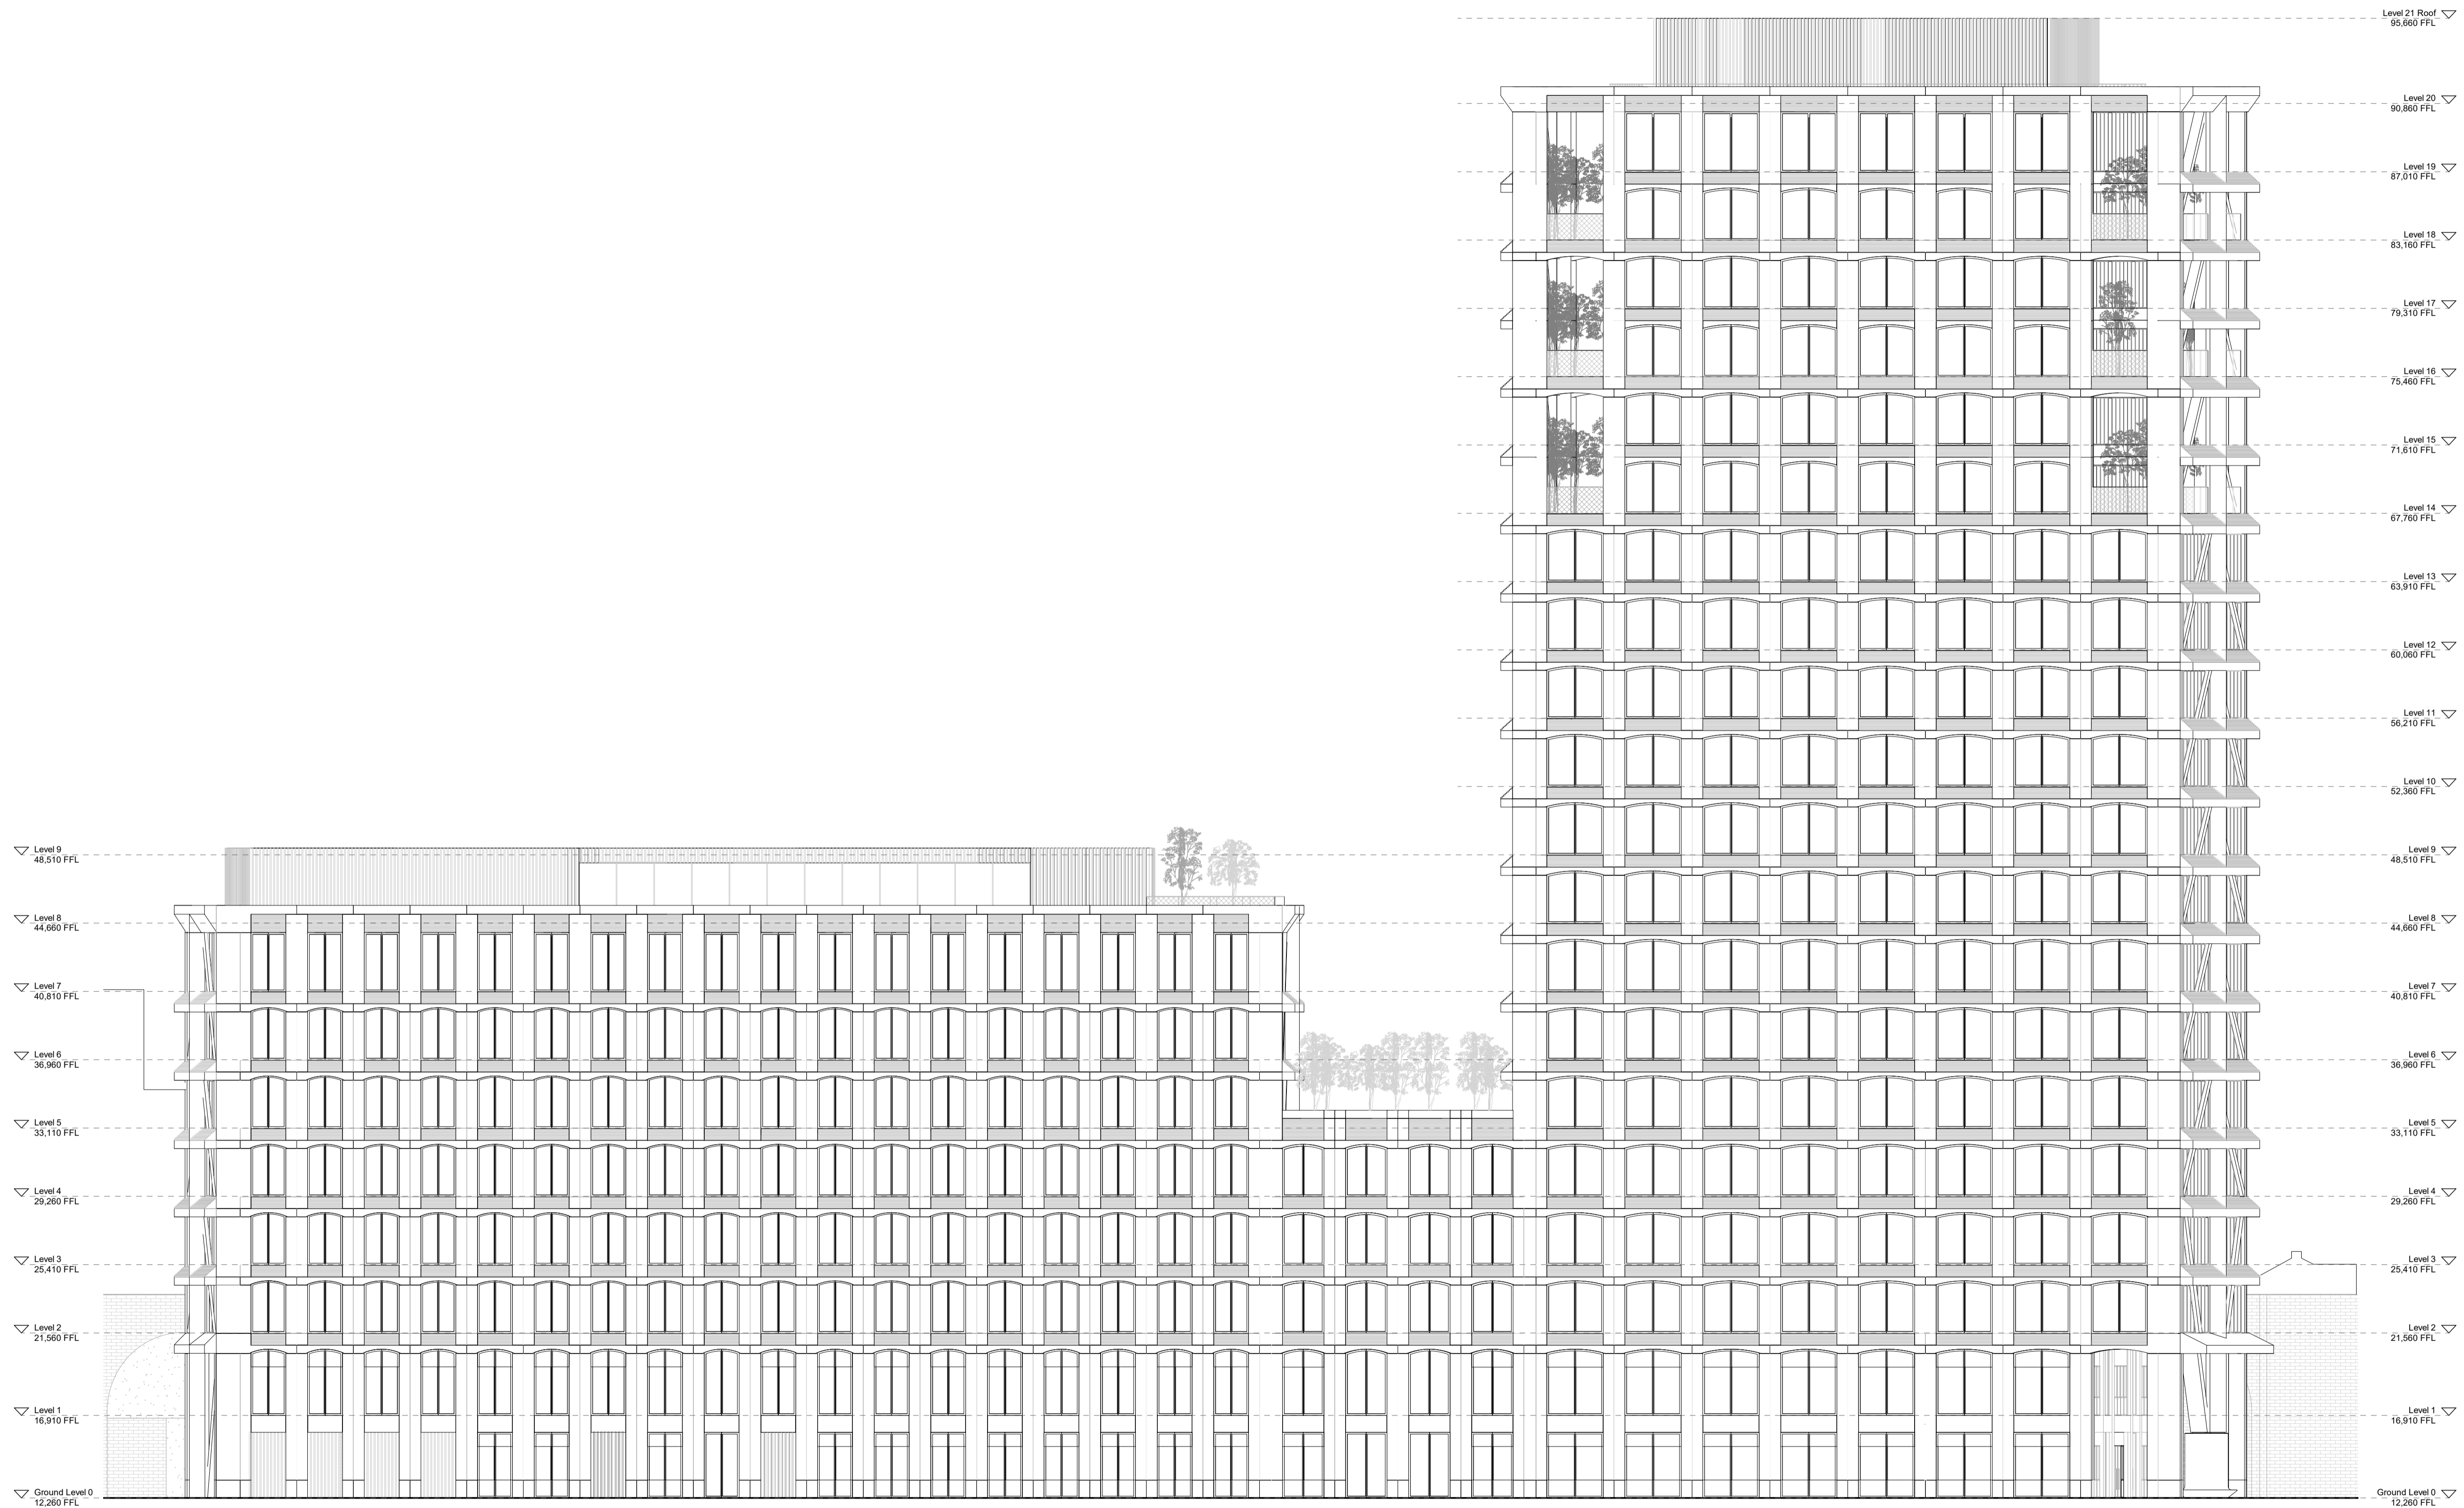 Level 21 Roof
95,660 FFL
Level 20
90,860 FFL
Level 19
87,010 FFL
Level 18
83,160 FFL
Level 17
79,310 FFL
Level 16
75,460 FFL
Level 15
71,610 FFL
Level 14
67,760 FFL
Level 13
63,910 FFL
Level 12
60,060 FFL
Level 11
56,210 FFL
Level 10
52,360 FFL
Level 9
48,510 FFL
Level 9
48,510 FFL
Level 8
44,660 FFL
Level 8
44,660 FFL
Level 7
40,810 FFL
Level 7
40,810 FFL
Level 6
36,960 FFL
Level 6
36,960 FFL
Level 5
33,110 FFL
Level 5
33,110 FFL
Level 4
29,260 FFL
Level 4
29,260 FFL
Level 3
25,410 FFL
Level 3
25,410 FFL
Level 2
21,560 FFL
Level 2
21,560 FFL
Level 1
16,910 FFL
Level 1
16,910 FFL
Ground Level 0
12,260 FFL
Ground Level 0
12,260 FFL